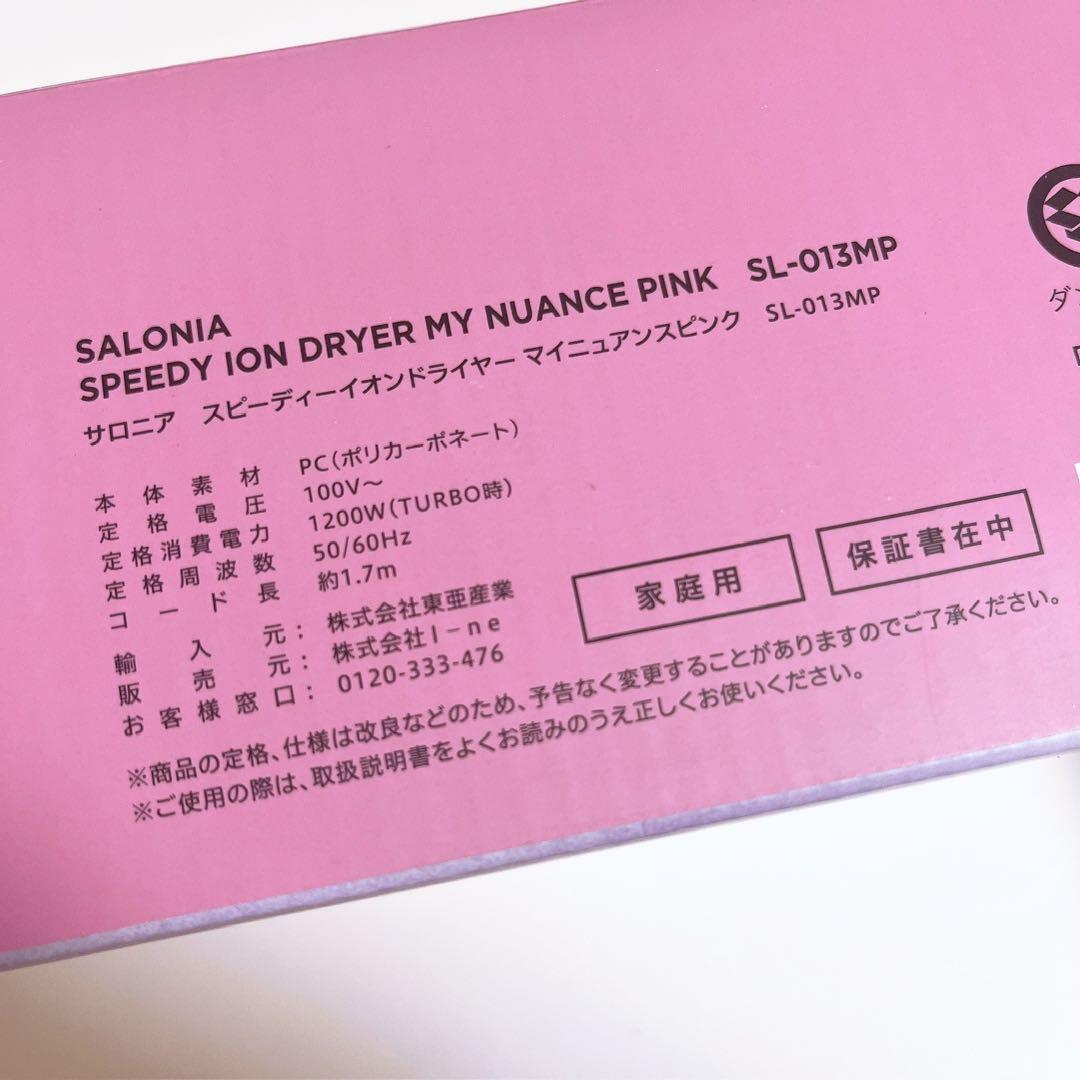 SALONIA
SPEEDY ION DRYER MY NUANCE PINK SL-013MP
サロニア スピーディーイオンドライヤー マイニュアンスピンク SL-013MP
本体素材 PC(ポリカーボネート)
定格電圧 100V～
定格消費電力 1200W(TURBO時)
定格周波数 50/60Hz
コード長 約1.7m
輸入元: 株式会社東亜産業
販売元: 株式会社I-ne
お客様窓口: 0120-333-476
家庭用
保証書在中
※商品の定格、仕様は改良などのため、予告なく変更することがありますのでご了承ください。
※ご使用の際は、取扱説明書をよくお読みのうえ正しくお使いください。
ダン